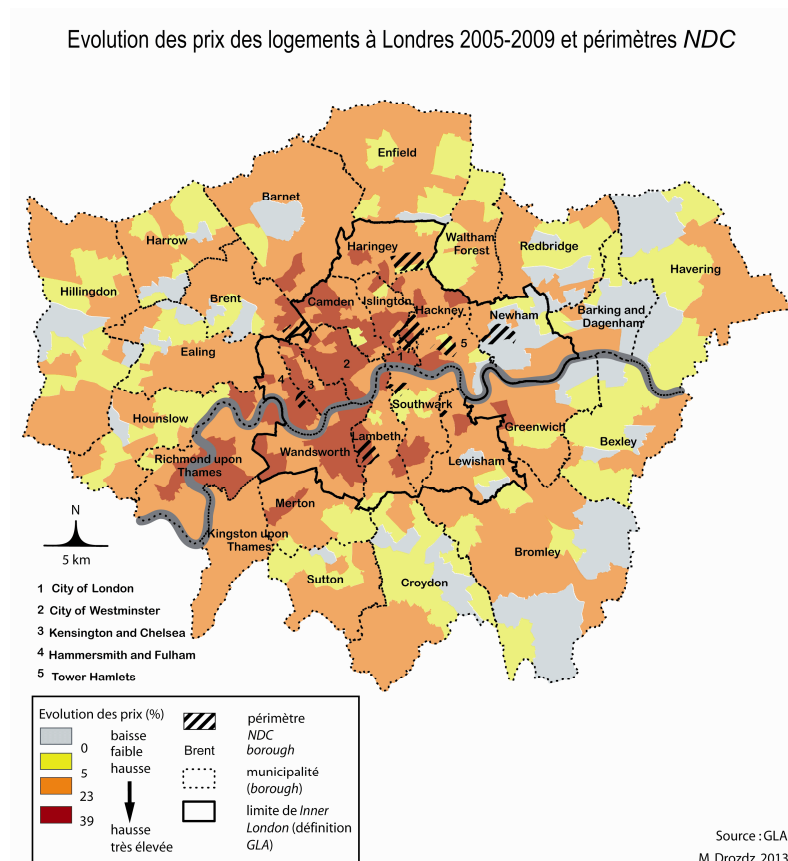 Evolution des prix des logements à Londres 2005-2009 et périmètres NDC
Enfield
Barnet
Harrow
Haringey
Waltham
Forest
Redbridge
Havering
Hillingdon
Brent
Camden
Islington
Hackney
Newham
Barking and
Dagenham
Ealing
5
2
1
4
3
Southwark
Hounslow
Greenwich
Bexley
Lambeth
Wandsworth
Lewisham
Richmond upon
Thames
Merton
Kingston upon
Thames
Bromley
Sutton
Croydon
N
5 km
1 City of London
2 City of Westminster
3 Kensington and Chelsea
4 Hammersmith and Fulham
5 Tower Hamlets
Evolution des prix (%)
0
5
23
39
baisse
faible
hausse
hausse
très élevée
périmètre
NDC
Brent borough
municipalité
(borough)
limite de Inner
London (définition
GLA)
Source : GLA
M. Drozdz, 2013